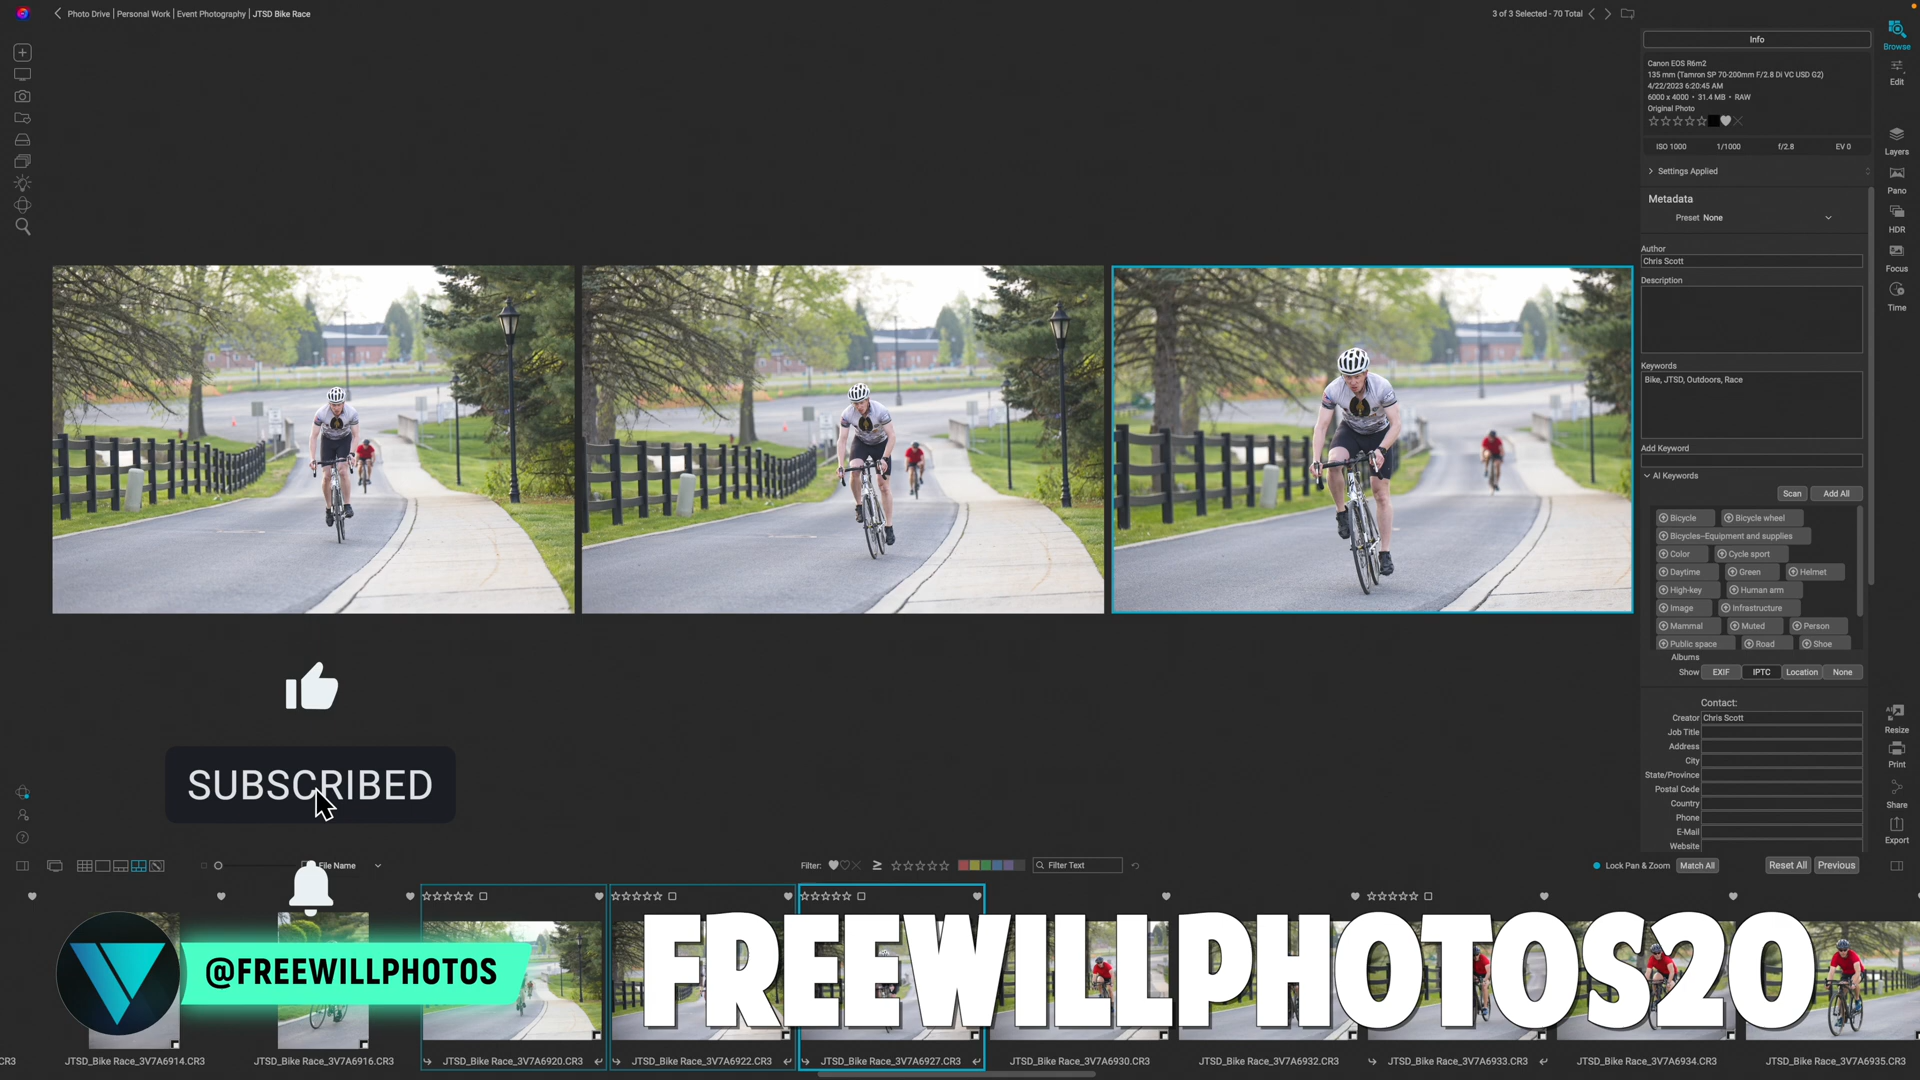 Photo Drive | Personal Work | Event Photography | JTSD Bike Race
3 of 3 Selected - 70 Total
Info
Canon EOS R6m2
135 mm (Tamron SP 70-200mm F/2.8 Di VC USD G2)
4/22/2023 6:20:45 AM
6000 x 4000 • 31.4 MB • RAW
Original Photo
ISO 1000 1/1000 f/2.8 EV 0
Settings Applied
Metadata
Preset None
Author
Chris Scott
Description
Keywords
Bike, JTSD, Outdoors, Race
Add Keyword
AI Keywords
Scan Add All
Bicycle Bicycle wheel
Bicycles--Equipment and supplies
Color Cycle sport
Daytime Green Helmet
High-key Human arm
Image Infrastructure
Mammal Muted Person
Public space Road Shoe
Albums
Show EXIF IPTC Location None
Contact:
Creator Chris Scott
Job Title
Address
City
State/Province
Postal Code
Country
Phone
E-Mail
Website
Browse
Edit
Layers
Pano
HDR
Focus
Time
Resize
Print
Share
Export
SUBSCRIBED
File Name
Filter:
Filter Text
Lock Pan & Zoom Match All
Reset All Previous
@FREEWILLPHOTOS
FREEWILLPHOTOS20
CR3 JTSD_Bike Race_3V7A6914.CR3 JTSD_Bike Race_3V7A6916.CR3 JTSD_Bike Race_3V7A6920.CR3 JTSD_Bike Race_3V7A6922.CR3 JTSD_Bike Race_3V7A6927.CR3 JTSD_Bike Race_3V7A6930.CR3 JTSD_Bike Race_3V7A6932.CR3 JTSD_Bike Race_3V7A6933.CR3 JTSD_Bike Race_3V7A6934.CR3 JTSD_Bike Race_3V7A6935.CR3